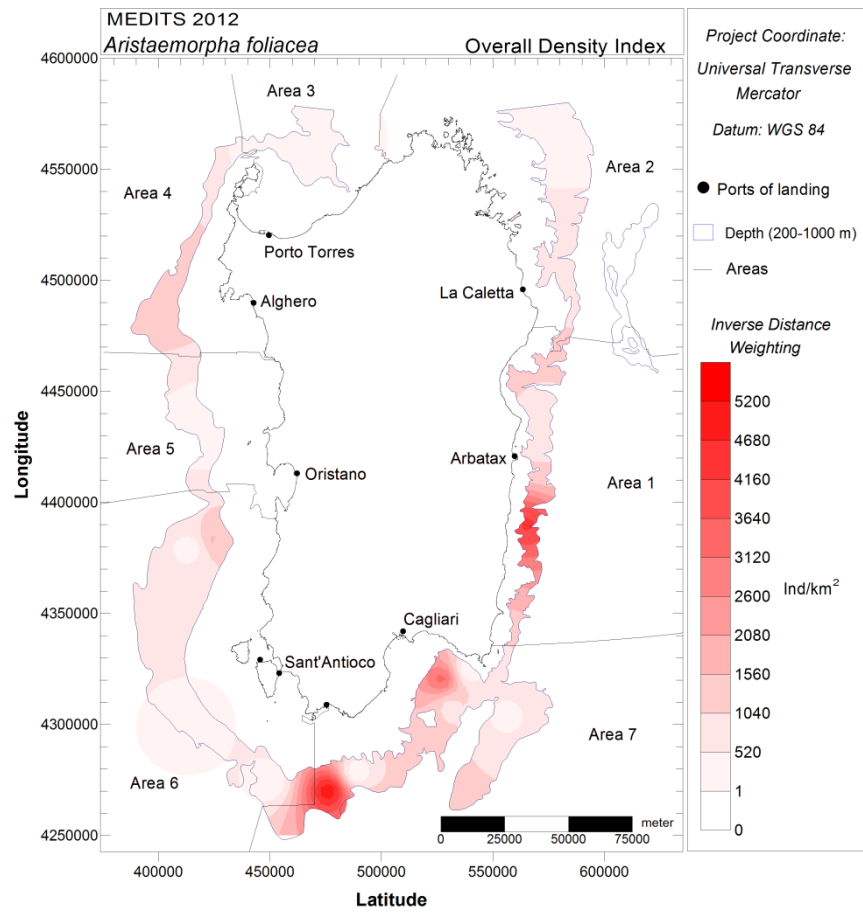 MEDITS 2012
Aristaemorpha foliacea
Overall Density Index
4600000
4550000
4500000
4450000
4400000
4350000
4300000
4250000
Longitude
400000
450000
500000
550000
600000
Latitude
Area 3
Area 2
Area 4
Porto Torres
Alghero
La Caletta
Area 5
Oristano
Arbatax
Area 1
Cagliari
Sant'Antioco
Area 6
Area 7
meter
0
25000
50000
75000
Project Coordinate:
Universal Transverse
Mercator
Datum: WGS 84
Ports of landing
Depth (200-1000 m)
Areas
Inverse Distance
Weighting
5200
4680
4160
3640
3120
2600
2080
1560
1040
520
1
0
Ind/km²